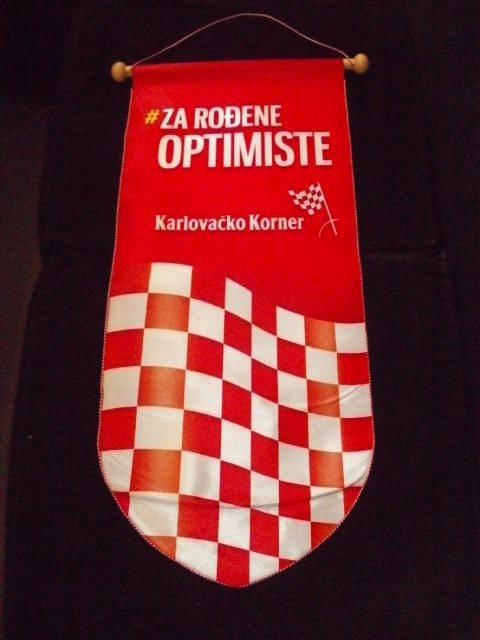 #ZA ROĐENE
OPTIMISTE
Karlovačko Korner